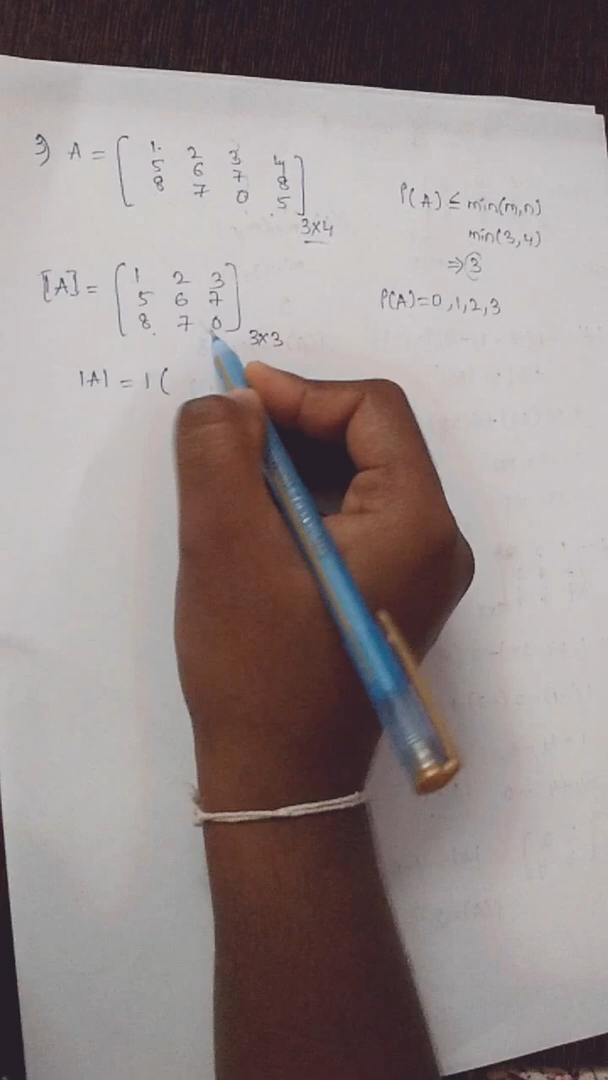 3) A = [ 1 2 3 4
5 6 7 8
8 7 0 5 ] 3×4
ρ(A) ≤ min(m,n)
min(3,4)
⇒ 3
ρ(A)=0,1,2,3
[A] = [ 1 2 3
5 6 7
8 7 0 ] 3×3
|A| = 1(